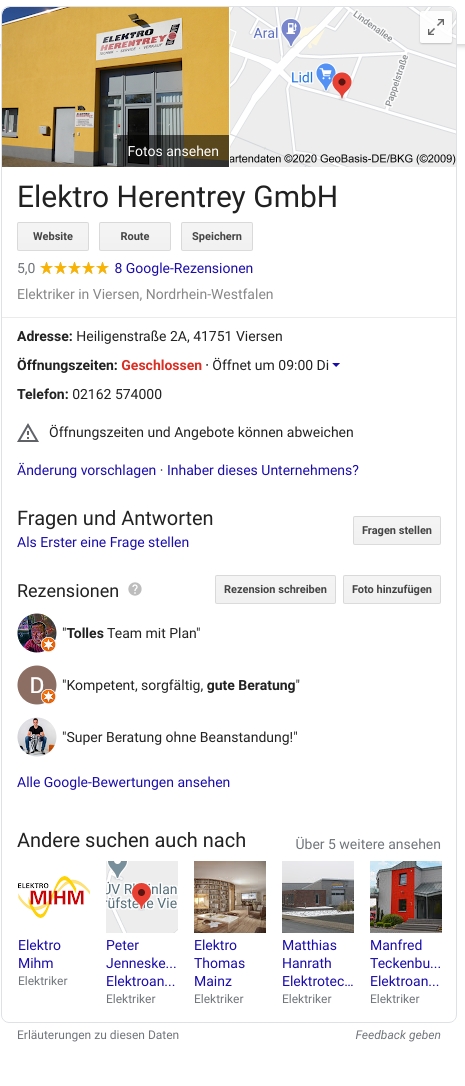 ELEKTRO
HERENTREY
Aral
Lindenallee
Pappelstraße
Lidl
Fotos ansehen
artendaten ©2020 GeoBasis-DE/BKG (©2009)
Elektro Herentrey GmbH
Website Route Speichern
5,0 8 Google-Rezensionen
Elektriker in Viersen, Nordrhein-Westfalen
Adresse: Heiligenstraße 2A, 41751 Viersen
Öffnungszeiten: Geschlossen · Öffnet um 09:00 Di
Telefon: 02162 574000
Öffnungszeiten und Angebote können abweichen
Änderung vorschlagen · Inhaber dieses Unternehmens?
Fragen und Antworten
Fragen stellen
Als Erster eine Frage stellen
Rezensionen ? Rezension schreiben Foto hinzufügen
"Tolles Team mit Plan"
D
"Kompetent, sorgfältig, gute Beratung"
"Super Beratung ohne Beanstandung!"
Alle Google-Bewertungen ansehen
Andere suchen auch nach Über 5 weitere ansehen
ELEKTRO
MIHM
ÜV Rheinlan
rüfstelle Vie
Elektro
Mihm
Elektriker
Peter
Jenneske...
Elektroan...
Elektriker
Elektro
Thomas
Mainz
Elektriker
Matthias
Hanrath
Elektrotec...
Elektriker
Manfred
Teckenbu...
Elektroan...
Elektriker
Erläuterungen zu diesen Daten Feedback geben